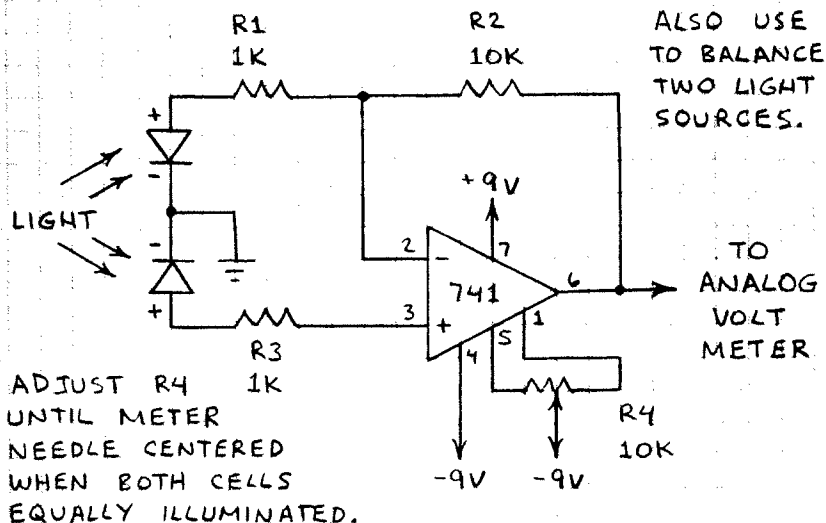 R1
1K
R2
10K
ALSO USE
TO BALANCE
TWO LIGHT
SOURCES.
+
-
LIGHT
-
+
+9V
2
-
7
741
6
3
+
4
5
1
TO
ANALOG
VOLT
METER
R3
1K
R4
10K
-9V
-9V
ADJUST R4
UNTIL METER
NEEDLE CENTERED
WHEN BOTH CELLS
EQUALLY ILLUMINATED.